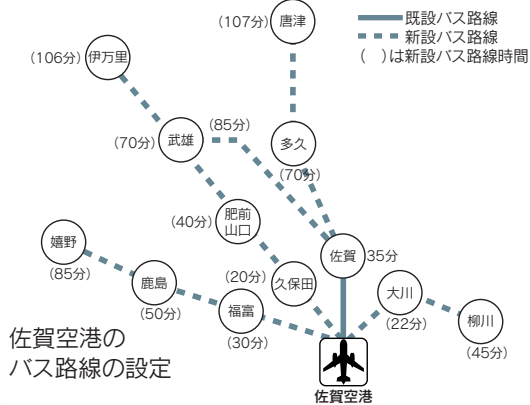 (107分)
唐津
既設バス路線
新設バス路線
( )は新設バス路線時間
(106分)
伊万里
(70分)
武雄
(85分)
多久
(70分)
(40分)
肥前
山口
佐賀
35分
嬉野
(85分)
鹿島
(50分)
(20分)
久保田
福富
(30分)
大川
(22分)
柳川
(45分)
佐賀空港の
バス路線の設定
佐賀空港